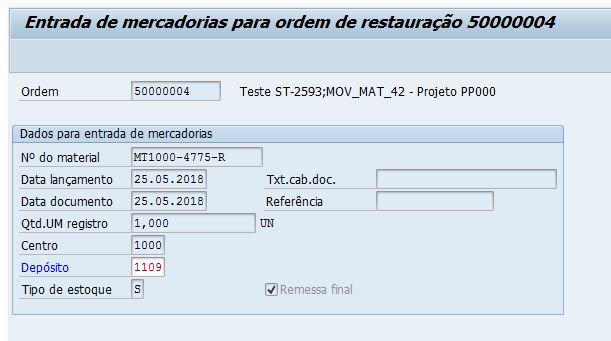 Entrada de mercadorias para ordem de restauração 50000004
Ordem 50000004 Teste ST-2593;MOV_MAT_42 - Projeto PP000
Dados para entrada de mercadorias
Nº do material MT1000-4775-R
Data lançamento 25.05.2018 Txt.cab.doc.
Data documento 25.05.2018 Referência
Qtd.UM registro 1,000 UN
Centro 1000
Depósito 1109
Tipo de estoque S Remessa final